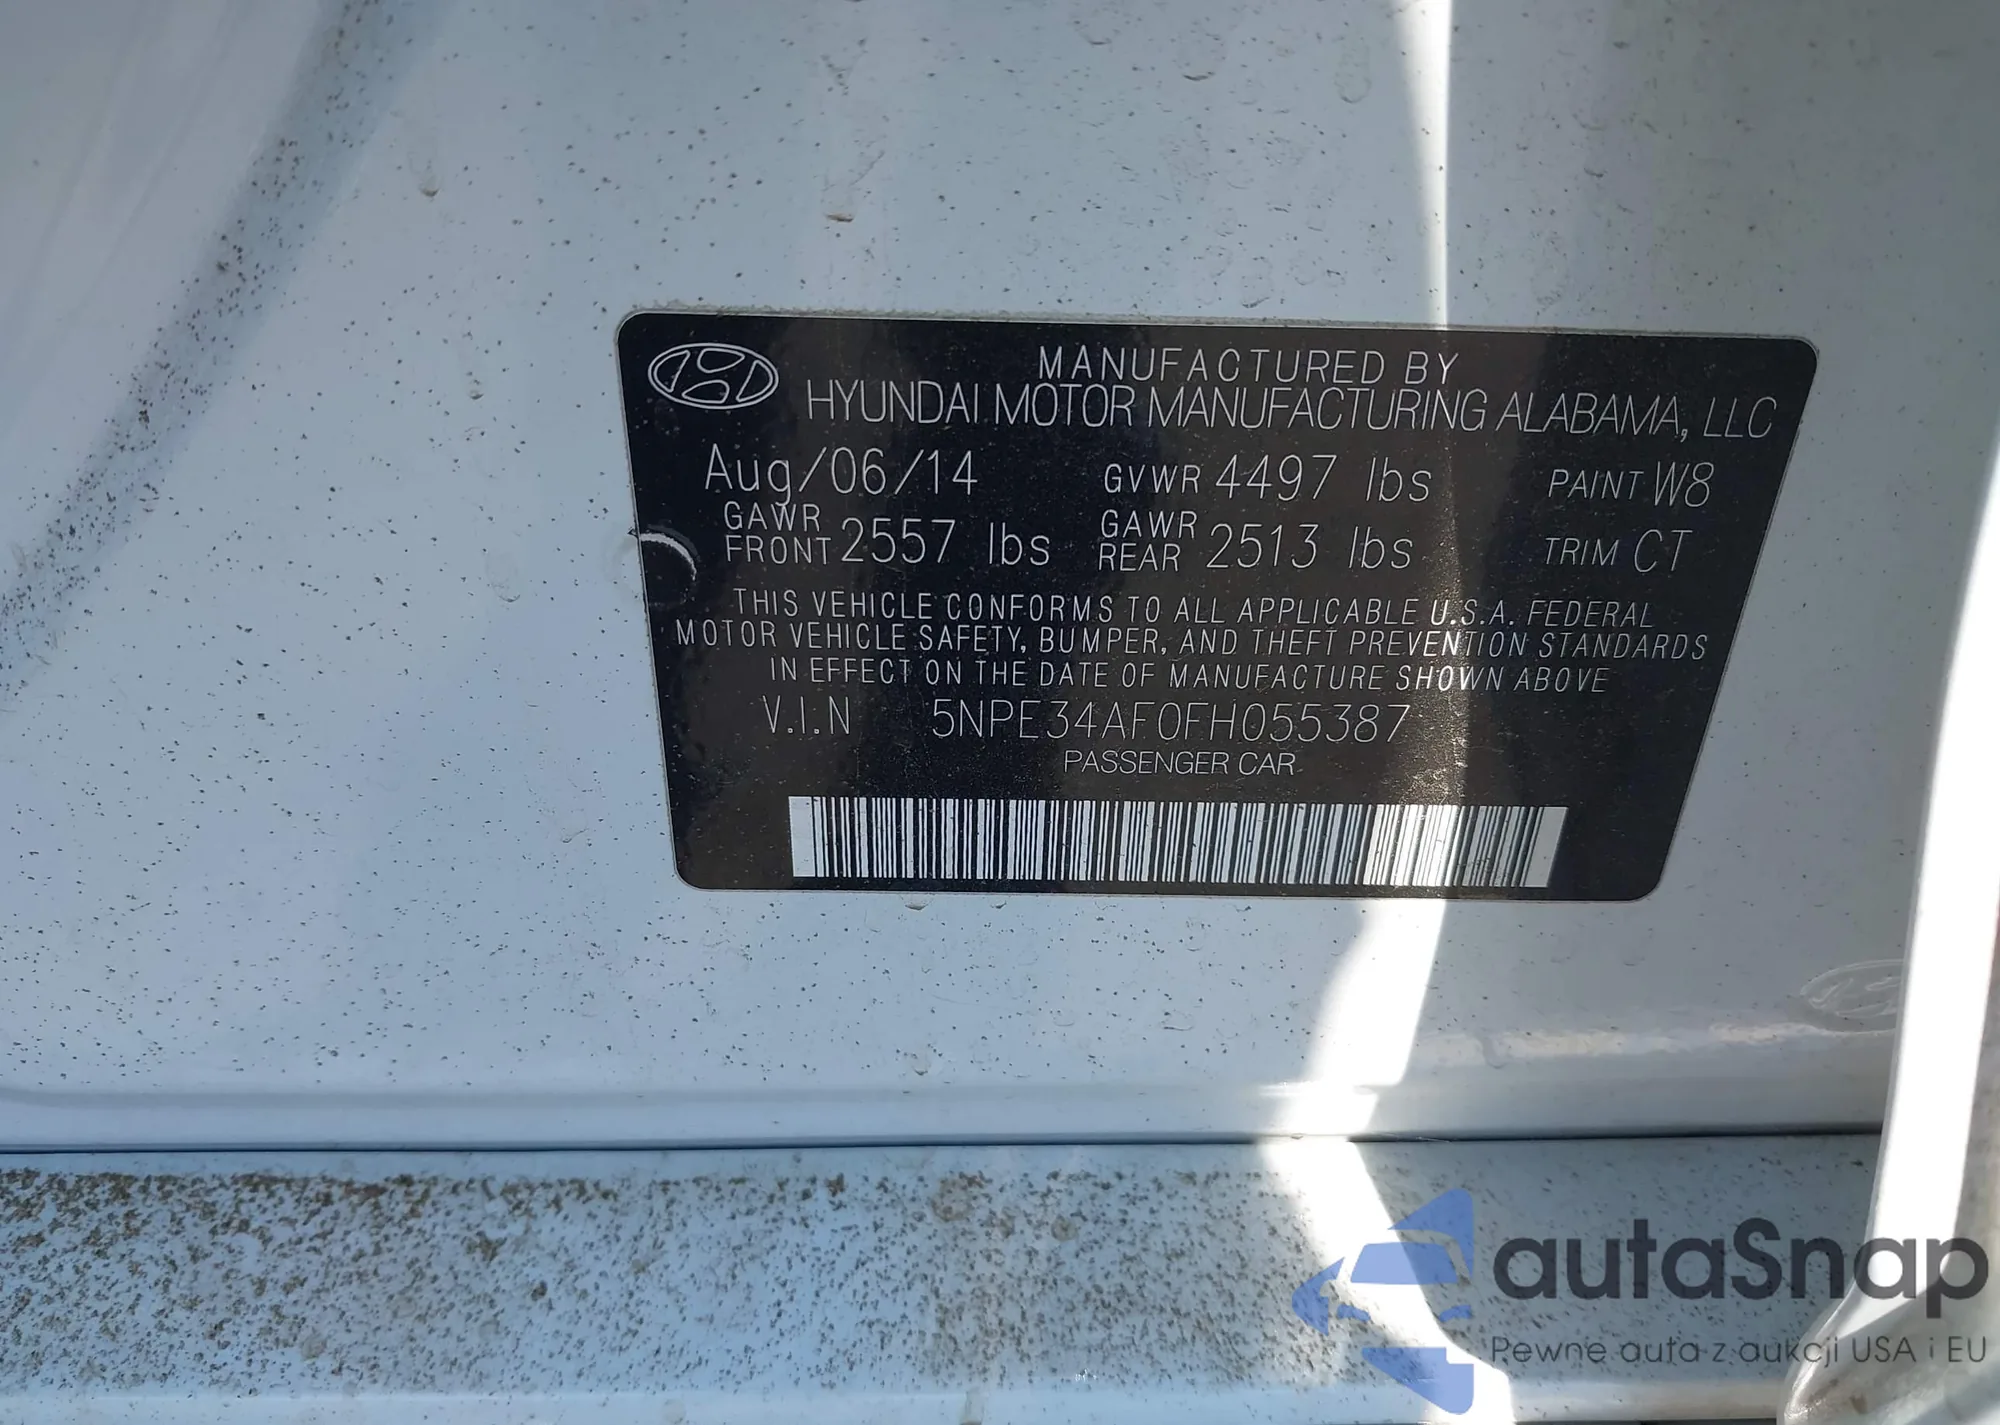 MANUFACTURED BY
HYUNDAI MOTOR MANUFACTURING ALABAMA, LLC
Aug/06/14 GVWR 4497 lbs PAINT W8
GAWR FRONT 2557 lbs GAWR REAR 2513 lbs TRIM CT
THIS VEHICLE CONFORMS TO ALL APPLICABLE U.S.A. FEDERAL
MOTOR VEHICLE SAFETY, BUMPER, AND THEFT PREVENTION STANDARDS
IN EFFECT ON THE DATE OF MANUFACTURE SHOWN ABOVE
V.I.N 5NPE34AF0FH055387
PASSENGER CAR
autaSnap
Pewne auta z aukcji USA i EU